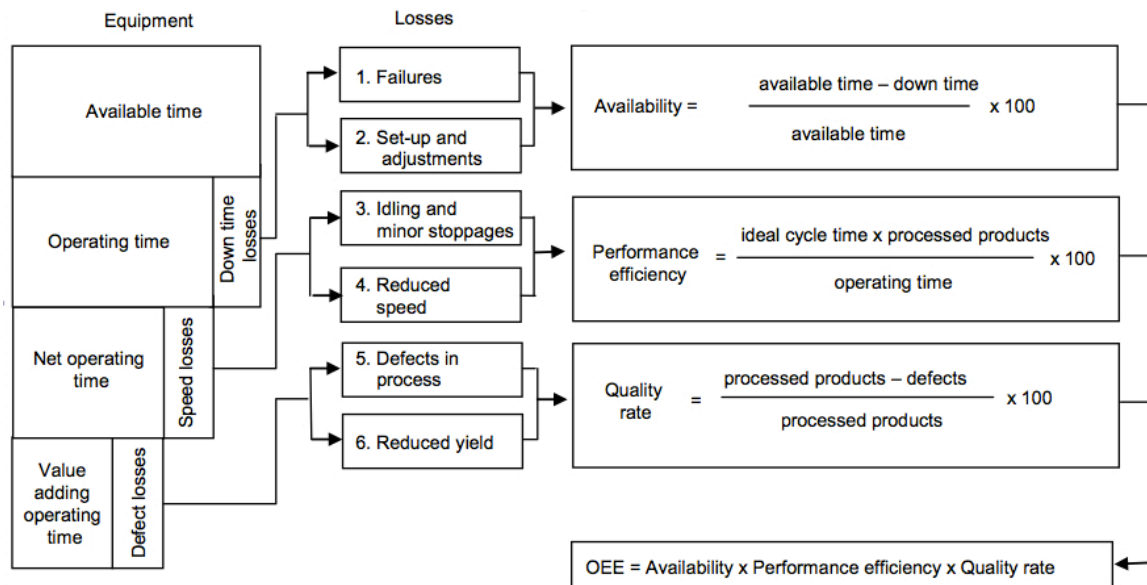 Equipment
Losses
Available time
Operating time
Down time
losses
Net operating
time
Speed losses
Value
adding
operating
time
Defect losses
1. Failures
2. Set-up and
adjustments
3. Idling and
minor stoppages
4. Reduced
speed
5. Defects in
process
6. Reduced yield
Availability =
available time – down time
available time
x 100
Performance
efficiency
=
ideal cycle time x processed products
operating time
x 100
Quality
rate
=
processed products – defects
processed products
x 100
OEE = Availability x Performance efficiency x Quality rate